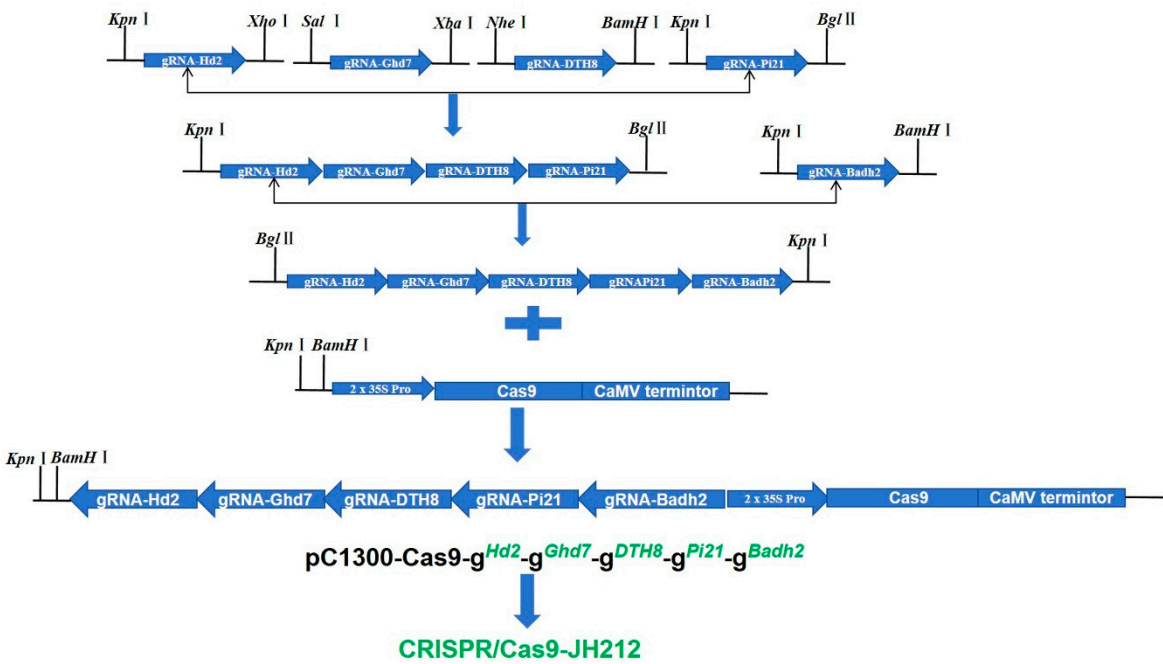 Kpn Ⅰ Xho Ⅰ Sal Ⅰ Xba Ⅰ Nhe Ⅰ BamH Ⅰ Kpn Ⅰ Bgl Ⅱ
gRNA-Hd2 gRNA-Ghd7 gRNA-DTH8 gRNA-Pi21
Kpn Ⅰ Bgl Ⅱ Kpn Ⅰ BamH Ⅰ
gRNA-Hd2 gRNA-Ghd7 gRNA-DTH8 gRNA-Pi21 gRNA-Badh2
Bgl Ⅱ Kpn Ⅰ
gRNA-Hd2 gRNA-Ghd7 gRNA-DTH8 gRNAPi21 gRNA-Badh2
Kpn Ⅰ BamH Ⅰ
2 x 35S Pro Cas9 CaMV termintor
Kpn Ⅰ BamH Ⅰ
gRNA-Hd2 gRNA-Ghd7 gRNA-DTH8 gRNA-Pi21 gRNA-Badh2 2 x 35S Pro Cas9 CaMV termintor
pC1300-Cas9-gHd2-gGhd7-gDTH8-gPi21-gBadh2
CRISPR/Cas9-JH212